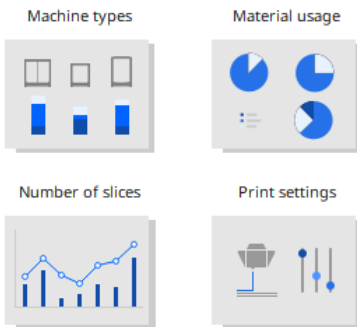 Machine types
Material usage
Number of slices
Print settings